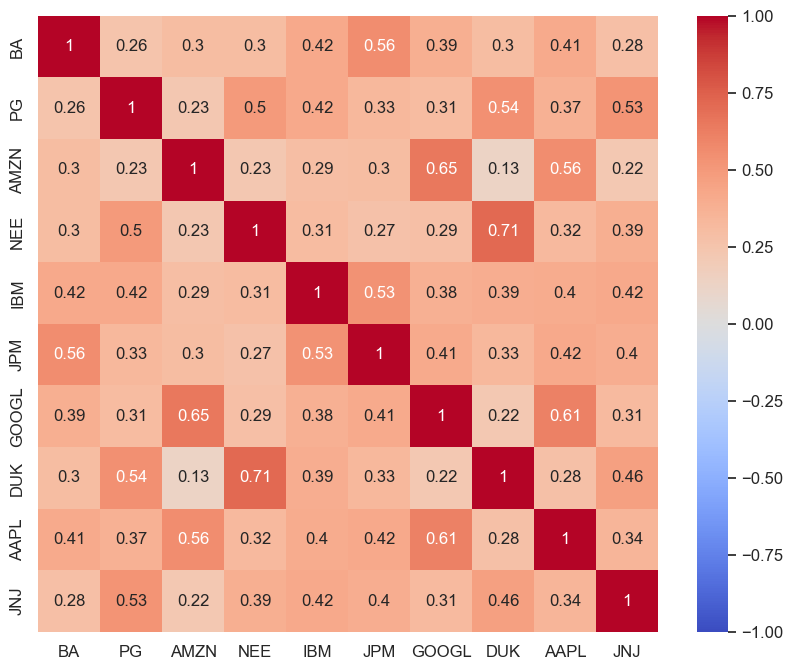 BA 1 0.26 0.3 0.3 0.42 0.56 0.39 0.3 0.41 0.28
PG 0.26 1 0.23 0.5 0.42 0.33 0.31 0.54 0.37 0.53
AMZN 0.3 0.23 1 0.23 0.29 0.3 0.65 0.13 0.56 0.22
NEE 0.3 0.5 0.23 1 0.31 0.27 0.29 0.71 0.32 0.39
IBM 0.42 0.42 0.29 0.31 1 0.53 0.38 0.39 0.4 0.42
JPM 0.56 0.33 0.3 0.27 0.53 1 0.41 0.33 0.42 0.4
GOOGL 0.39 0.31 0.65 0.29 0.38 0.41 1 0.22 0.61 0.31
DUK 0.3 0.54 0.13 0.71 0.39 0.33 0.22 1 0.28 0.46
AAPL 0.41 0.37 0.56 0.32 0.4 0.42 0.61 0.28 1 0.34
JNJ 0.28 0.53 0.22 0.39 0.42 0.4 0.31 0.46 0.34 1
BA PG AMZN NEE IBM JPM GOOGL DUK AAPL JNJ
1.00
0.75
0.50
0.25
0.00
−0.25
−0.50
−0.75
−1.00